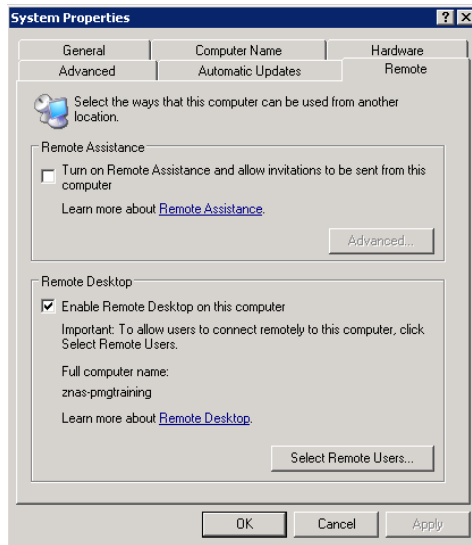 System Properties
General
Computer Name
Hardware
Advanced
Automatic Updates
Remote
Select the ways that this computer can be used from another
location.
Remote Assistance
Turn on Remote Assistance and allow invitations to be sent from this
computer
Learn more about Remote Assistance.
Advanced...
Remote Desktop
Enable Remote Desktop on this computer
Important: To allow users to connect remotely to this computer, click
Select Remote Users.
Full computer name:
znas-pmgtraining
Learn more about Remote Desktop.
Select Remote Users...
OK
Cancel
Apply